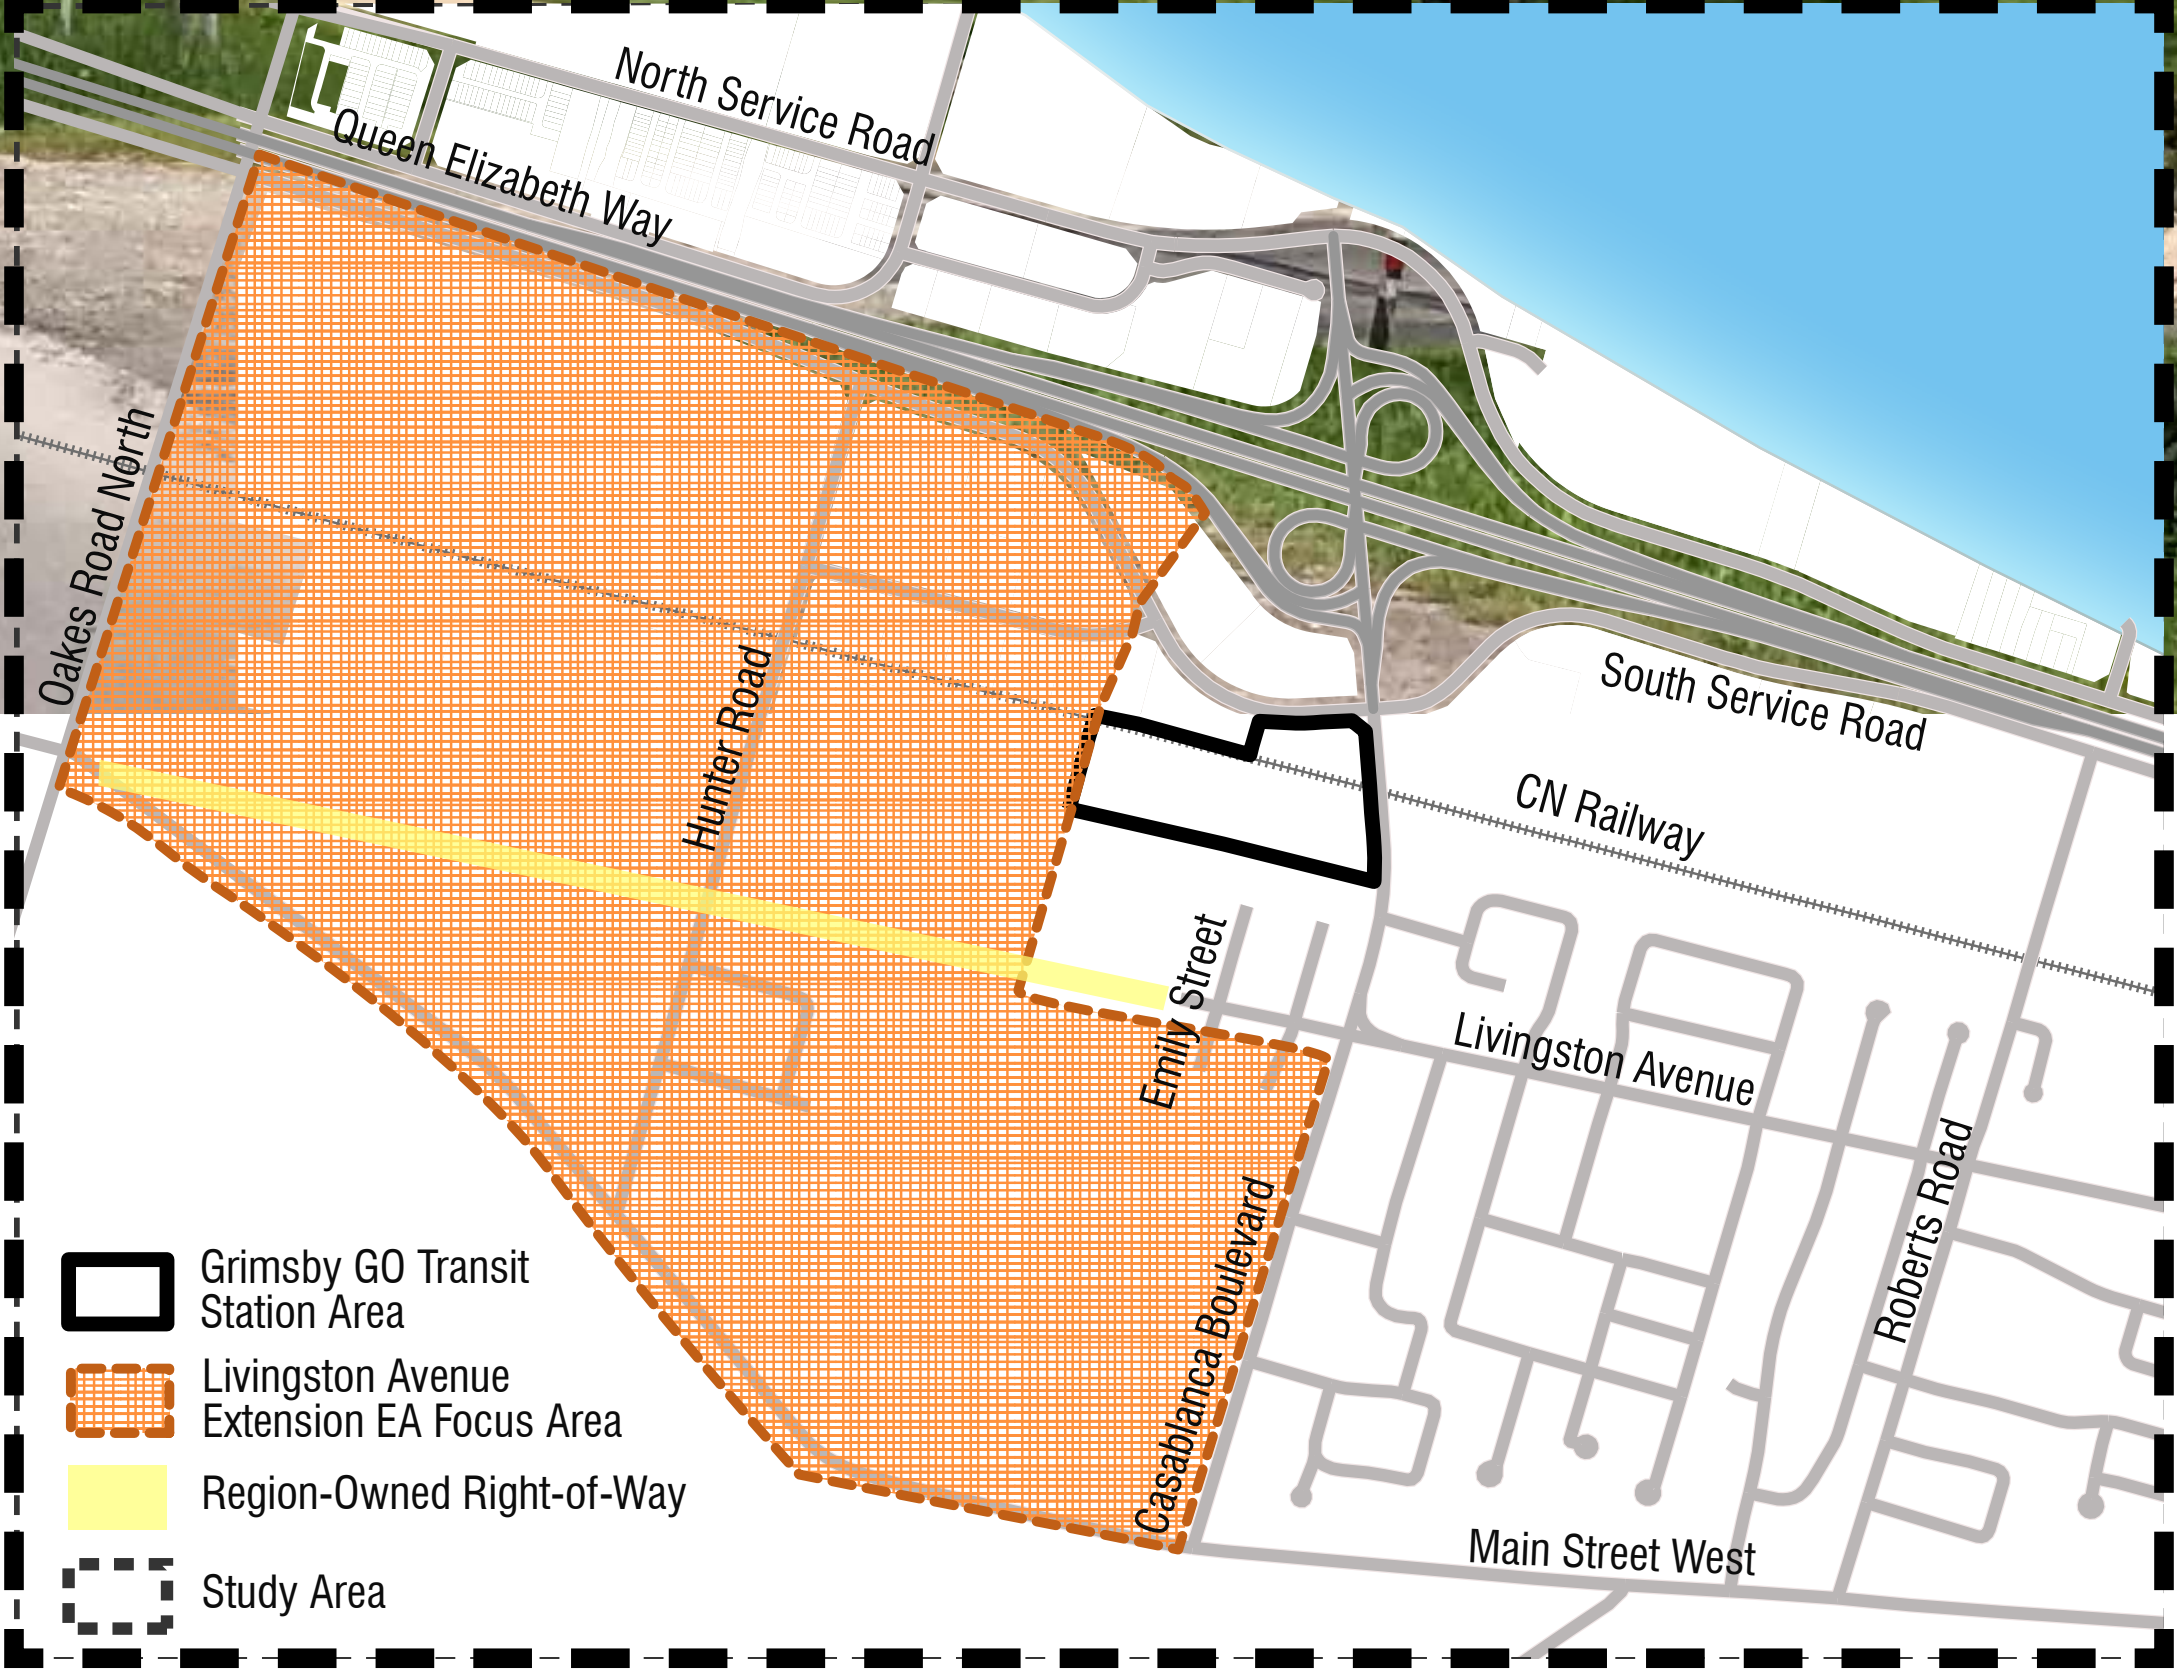 North Service Road
Queen Elizabeth Way
Oakes Road North
Hunter Road
South Service Road
CN Railway
Emily Street
Livingston Avenue
Roberts Road
Casablanca Boulevard
Main Street West
Grimsby GO Transit
Station Area
Livingston Avenue
Extension EA Focus Area
Region-Owned Right-of-Way
Study Area